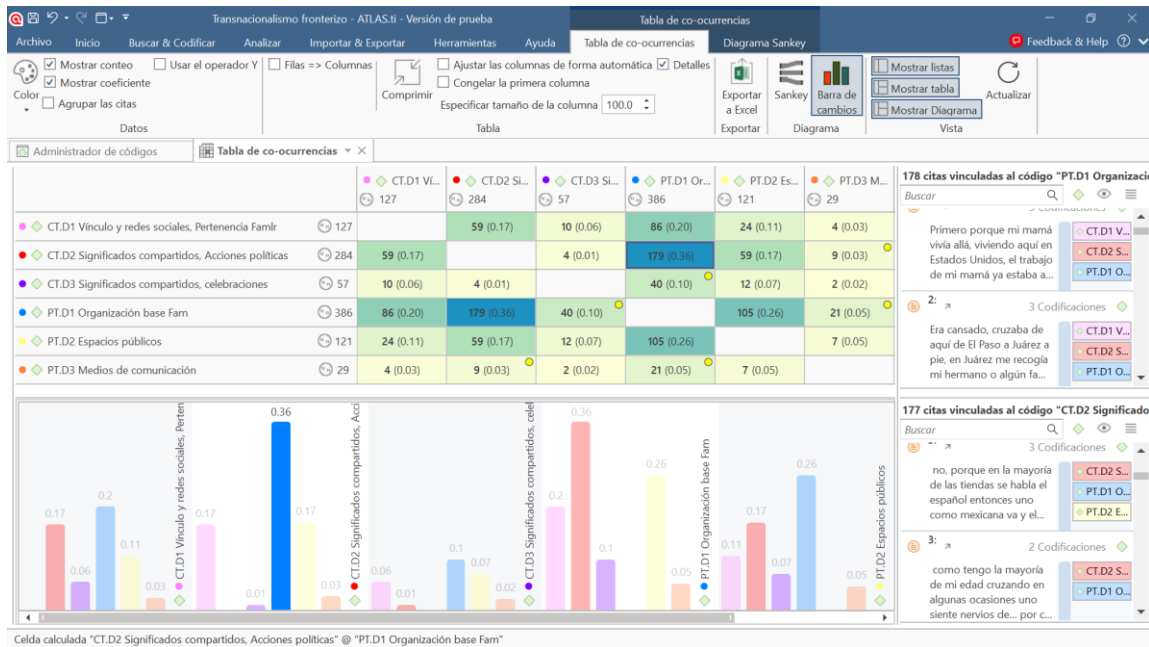 Transnacionalismo fronterizo - ATLAS.ti - Versión de prueba
Tabla de co-ocurrencias
Archivo Inicio Buscar & Codificar Analizar Importar & Exportar Herramientas Ayuda Tabla de co-ocurrencias Diagrama Sankey Feedback & Help
Color
Mostrar conteo Usar el operador Y
Mostrar coeficiente
Agrupar las citas
Datos
Filas => Columnas
Comprimir
Ajustar las columnas de forma automática Detalles
Congelar la primera columna
Especificar tamaño de la columna 100.0
Tabla
Exportar a Excel
Exportar
Sankey
Barra de cambios
Diagrama
Mostrar listas
Mostrar tabla
Mostrar Diagrama
Actualizar
Vista
Administrador de códigos Tabla de co-ocurrencias
CT.D1 Ví... CT.D2 Si... CT.D3 Si... PT.D1 Or... PT.D2 Es... PT.D3 M...
127 284 57 386 121 29
CT.D1 Vínculo y redes sociales, Pertenencia Famlr 127 59 (0.17) 10 (0.06) 86 (0.20) 24 (0.11) 4 (0.03)
CT.D2 Significados compartidos, Acciones políticas 284 59 (0.17) 4 (0.01) 179 (0.36) 59 (0.17) 9 (0.03)
CT.D3 Significados compartidos, celebraciones 57 10 (0.06) 4 (0.01) 40 (0.10) 12 (0.07) 2 (0.02)
PT.D1 Organización base Fam 386 86 (0.20) 179 (0.36) 40 (0.10) 105 (0.26) 21 (0.05)
PT.D2 Espacios públicos 121 24 (0.11) 59 (0.17) 12 (0.07) 105 (0.26) 7 (0.05)
PT.D3 Medios de comunicación 29 4 (0.03) 9 (0.03) 2 (0.02) 21 (0.05) 7 (0.05)
0.17 0.06 0.2 0.11 0.03
CT.D1 Vínculo y redes sociales, Perten
0.17 0.01 0.36 0.17 0.03
CT.D2 Significados compartidos, Acci
0.06 0.01 0.1 0.07 0.02
CT.D3 Significados compartidos, celel
0.2 0.36 0.1 0.26 0.05
PT.D1 Organización base Fam
0.11 0.17 0.07 0.26 0.05
PT.D2 Espacios públicos
178 citas vinculadas al código "PT.D1 Organizació
Buscar
Primero porque mi mamá
vivía allá, viviendo aquí en
Estados Unidos, el trabajo
de mi mamá ya estaba a...
CT.D1 V...
CT.D2 S...
PT.D1 O...
2: 3 Codificaciones
Era cansado, cruzaba de
aquí de El Paso a Juárez a
pie, en Juárez me recogía
mi hermano o algún fa...
CT.D1 V...
CT.D2 S...
PT.D1 O...
177 citas vinculadas al código "CT.D2 Significado
Buscar
3 Codificaciones
no, porque en la mayoría
de las tiendas se habla el
español entonces uno
como mexicana va y el...
CT.D2 S...
PT.D1 O...
PT.D2 E...
3: 2 Codificaciones
como tengo la mayoría
de mi edad cruzando en
algunas ocasiones uno
siente nervios de... por c...
CT.D2 S...
PT.D1 O...
Celda calculada "CT.D2 Significados compartidos, Acciones políticas" @ "PT.D1 Organización base Fam"